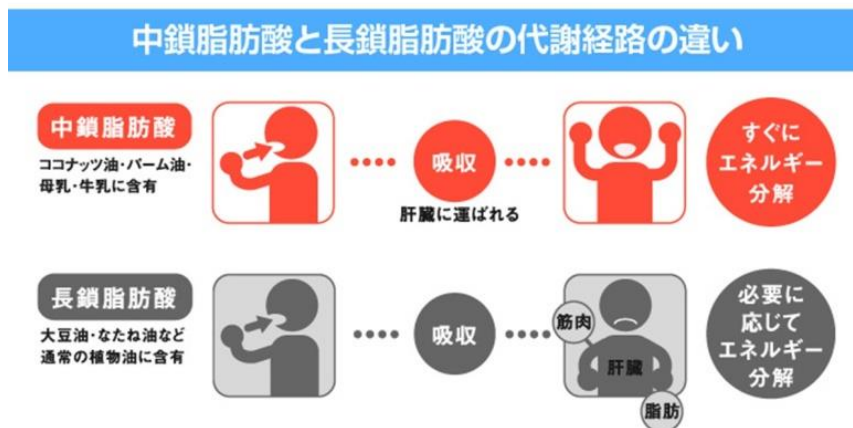 中鎖脂肪酸と長鎖脂肪酸の代謝経路の違い
中鎖脂肪酸
ココナッツ油・パーム油・
母乳・牛乳に含有
吸収
肝臓に運ばれる
すぐに
エネルギー
分解
長鎖脂肪酸
大豆油・なたね油など
通常の植物油に含有
吸収
筋肉
肝臓
脂肪
必要に
応じて
エネルギー
分解